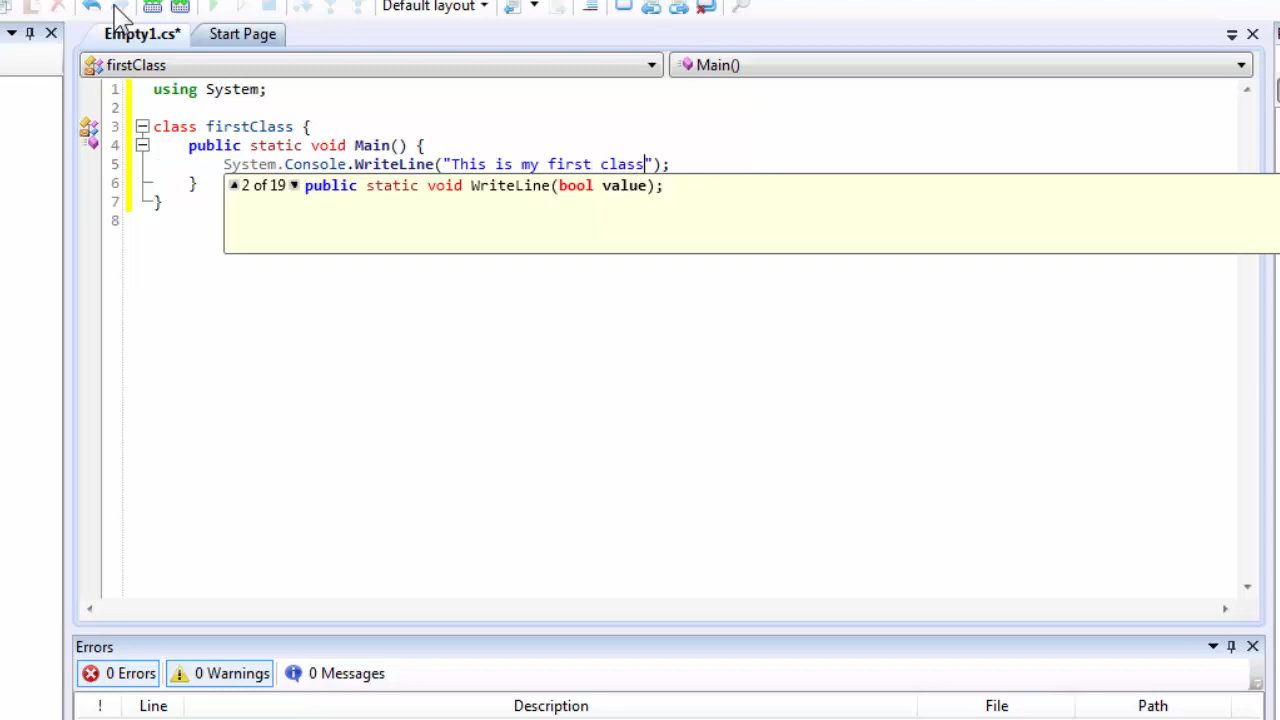 Default layout
Empty1.cs*
Start Page
firstClass
Main()
1 using System;
2
3 class firstClass {
4 public static void Main() {
5 System.Console.WriteLine("This is my first class");
6 }
7 }
8
2 of 19 public static void WriteLine(bool value);
Errors
0 Errors 0 Warnings 0 Messages
! Line Description File Path